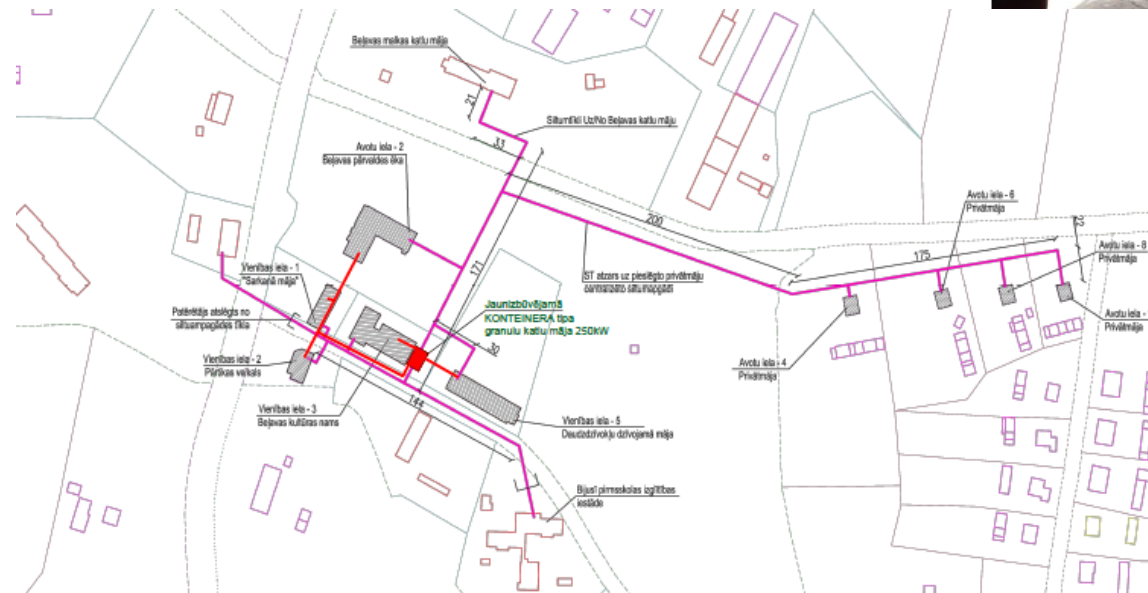 Beļavas malkas katlu māja
21
Siltumtīkli Uz/No Beļavas katlu māju
33
Avotu iela - 2
Beļavas pārvaldes ēka
200
171
Avotu iela - 6
Privātmāja
22
175
Avotu iela - 8
Privātmāja
Vienības iela - 1
"Sarkanā māja"
ST atzars uz pieslēgto privātmāju
centralizēto siltumapgādi
Patērētājs atslēgts no
siltuampagādes tīkla
Jaunizbūvējamā
KONTEINERA tipa
granulu katlu māja 250kW
Avotu iela -
Privātmāja
30
Vienības iela - 2
Pārtikas veikals
Avotu iela - 4
Privātmāja
144
Vienības iela - 3
Beļavas kultūras nams
Vienības iela - 5
Daudzdzīvokļu dzīvojamā māja
Bijusī pirmsskolas izglītības
iestāde